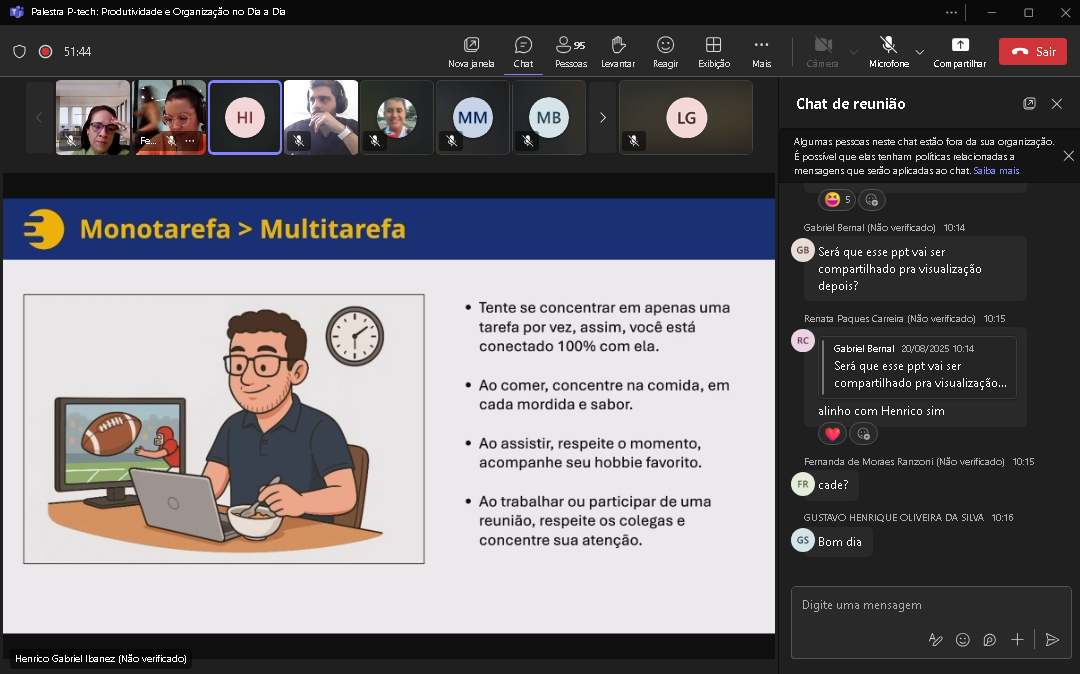 Palestra P-tech: Produtividade e Organização no Dia a Dia
51:44
Nova janela
Chat
95
Pessoas
Levantar
Reagir
Exibição
Mais
Câmera
Microfone
Compartilhar
Sair
Fe...
HI
MM
MB
LG
Monotarefa > Multitarefa
• Tente se concentrar em apenas uma
tarefa por vez, assim, você está
conectado 100% com ela.
• Ao comer, concentre na comida, em
cada mordida e sabor.
• Ao assistir, respeite o momento,
acompanhe seu hobbie favorito.
• Ao trabalhar ou participar de uma
reunião, respeite os colegas e
concentre sua atenção.
Henrico Gabriel Ibanez (Não verificado)
Chat de reunião
Algumas pessoas neste chat estão fora da sua organização.
É possível que elas tenham políticas relacionadas a
mensagens que serão aplicadas ao chat. Saiba mais
5
Gabriel Bernal (Não verificado) 10:14
GB
Será que esse ppt vai ser
compartilhado pra visualização
depois?
Renata Paques Carreira (Não verificado) 10:15
RC
Gabriel Bernal 20/08/2025 10:14
Será que esse ppt vai ser
compartilhado pra visualização...
alinho com Henrico sim
Fernanda de Moraes Ranzoni (Não verificado) 10:15
FR
cade?
GUSTAVO HENRIQUE OLIVEIRA DA SILVA 10:16
GS
Bom dia
Digite uma mensagem